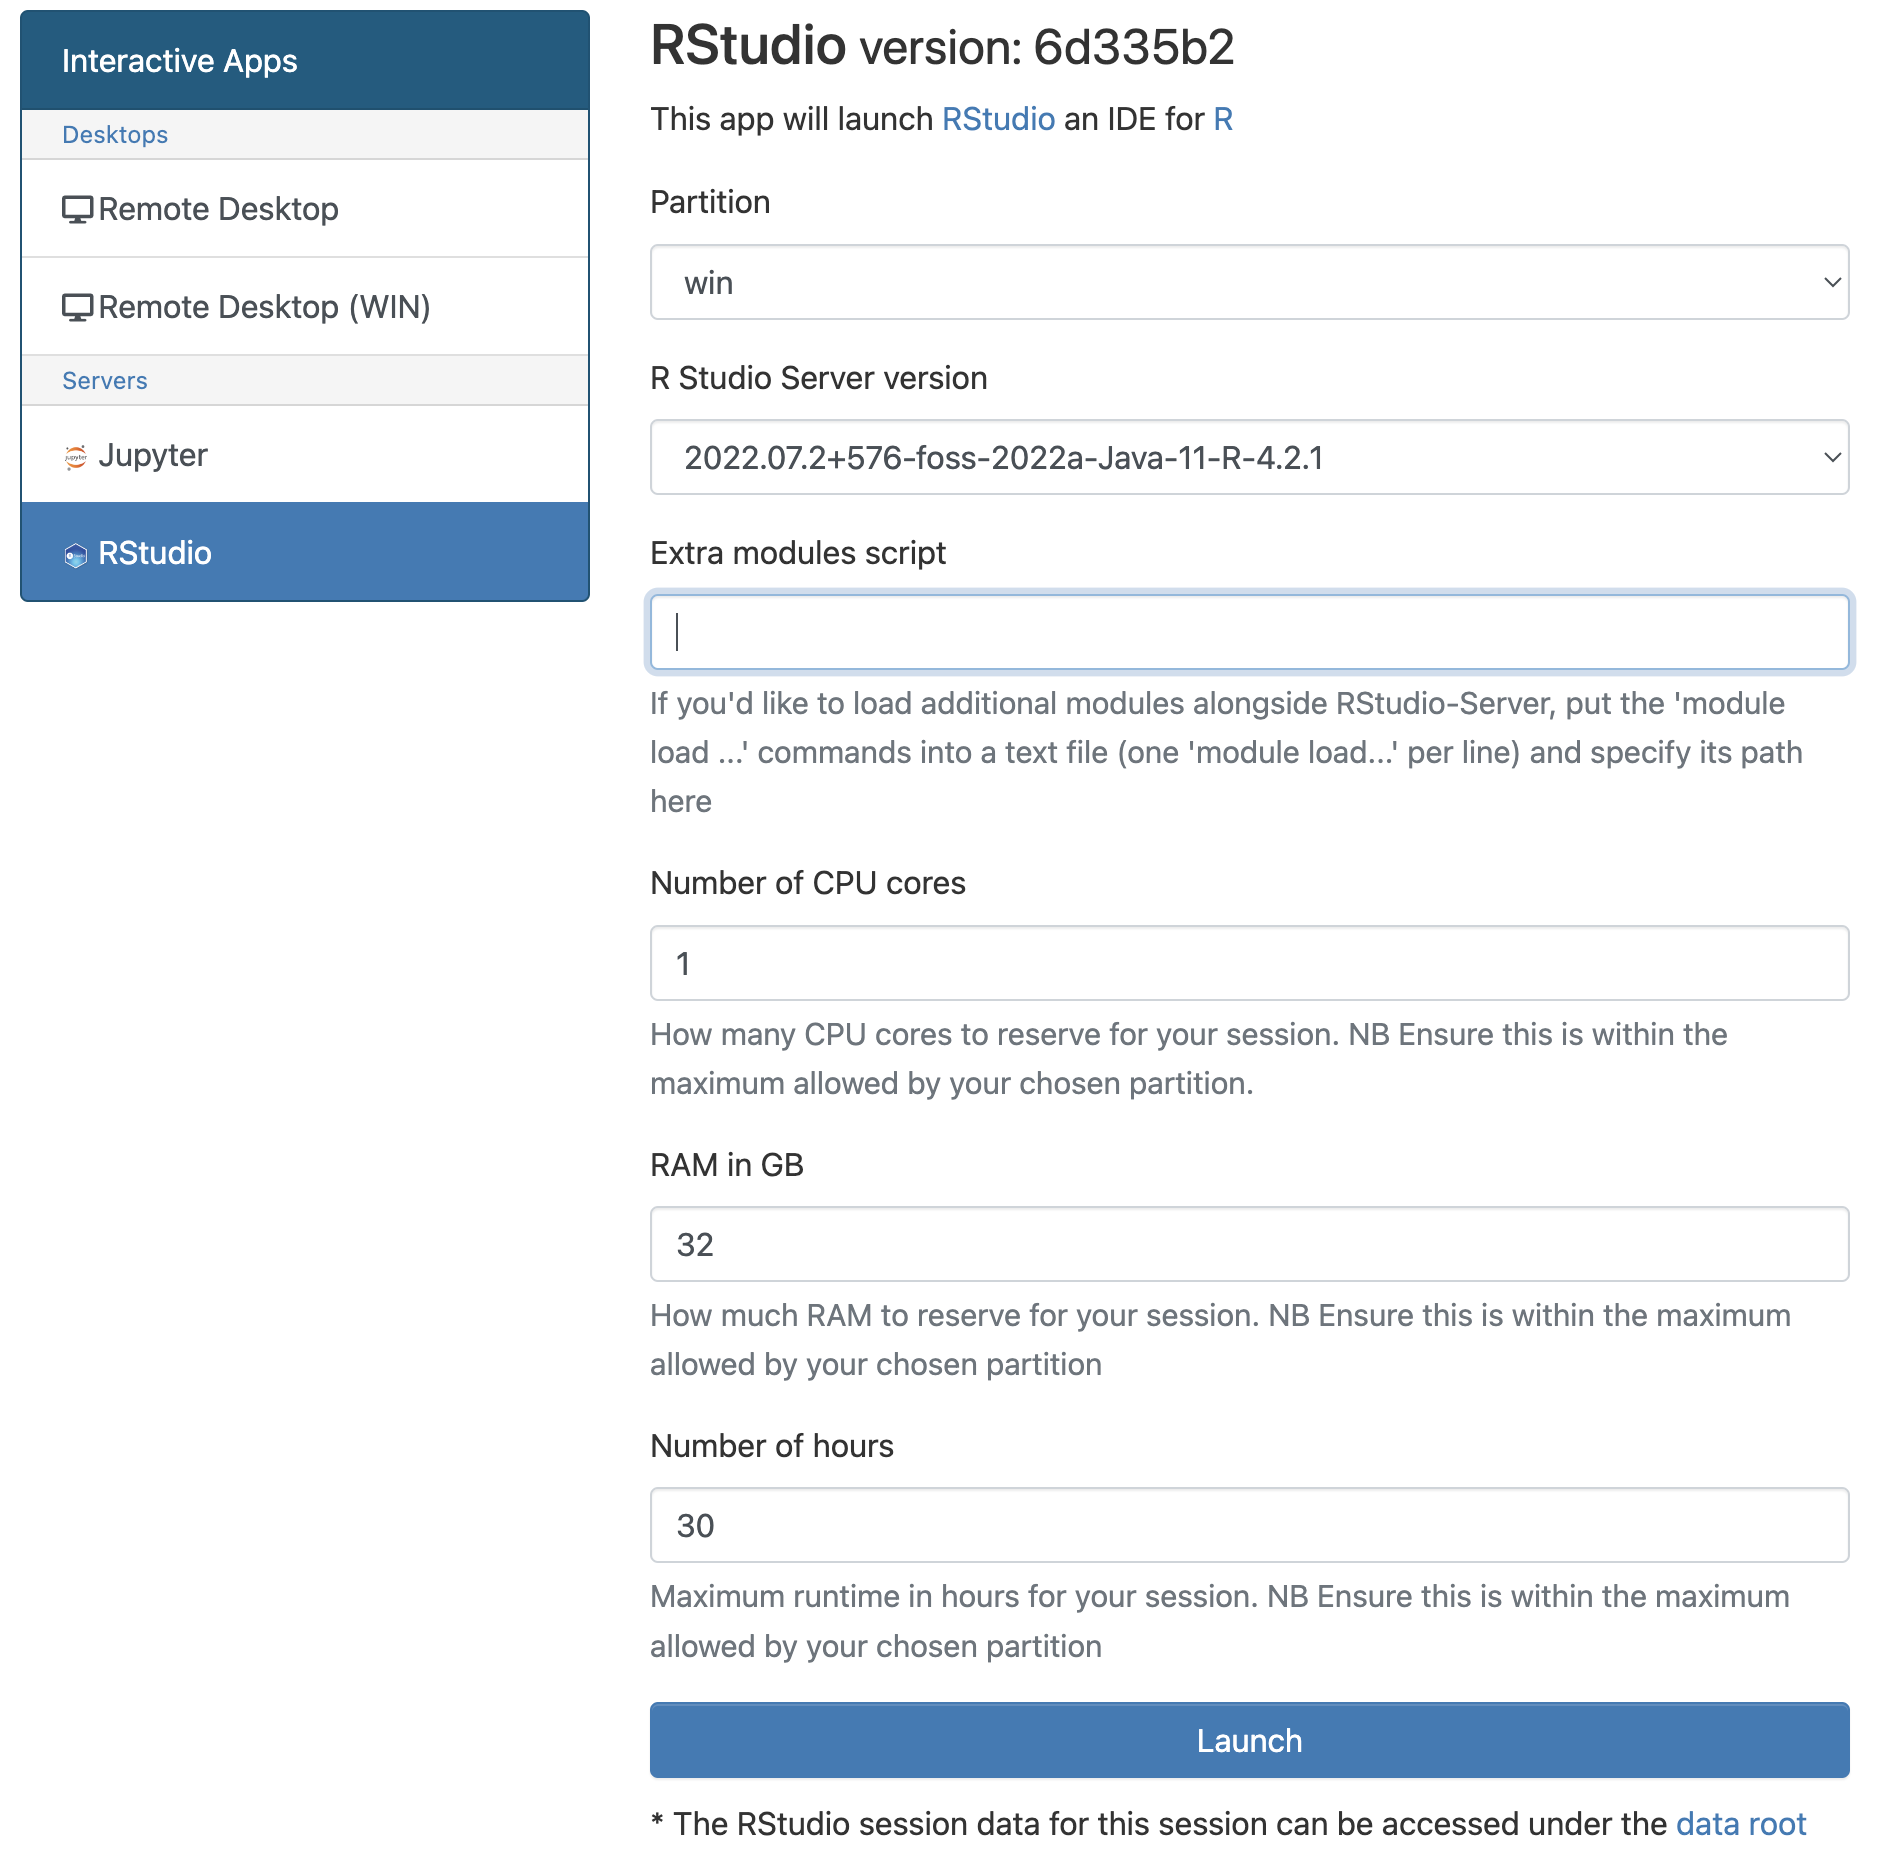 Interactive Apps
Desktops
Remote Desktop
Remote Desktop (WIN)
Servers
Jupyter
RStudio
RStudio version: 6d335b2
This app will launch RStudio an IDE for R
Partition
win
R Studio Server version
2022.07.2+576-foss-2022a-Java-11-R-4.2.1
Extra modules script
If you'd like to load additional modules alongside RStudio-Server, put the 'module
load ...' commands into a text file (one 'module load...' per line) and specify its path
here
Number of CPU cores
1
How many CPU cores to reserve for your session. NB Ensure this is within the
maximum allowed by your chosen partition.
RAM in GB
32
How much RAM to reserve for your session. NB Ensure this is within the maximum
allowed by your chosen partition
Number of hours
30
Maximum runtime in hours for your session. NB Ensure this is within the maximum
allowed by your chosen partition
Launch
* The RStudio session data for this session can be accessed under the data root